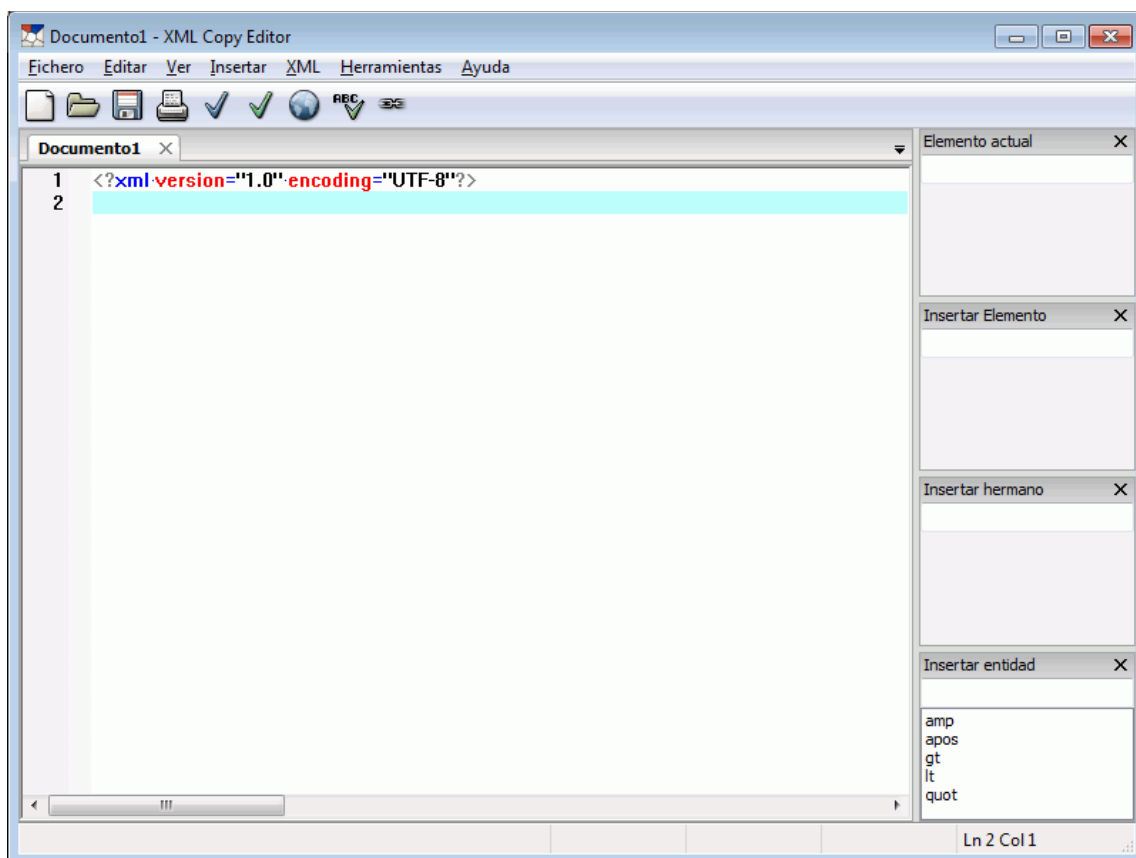 Documento1 - XML Copy Editor
Fichero Editar Ver Insertar XML Herramientas Ayuda
ABC
Documento1
1 <?xml version="1.0" encoding="UTF-8"?>
2
Elemento actual
Insertar Elemento
Insertar hermano
Insertar entidad
amp
apos
gt
lt
quot
Ln 2 Col 1